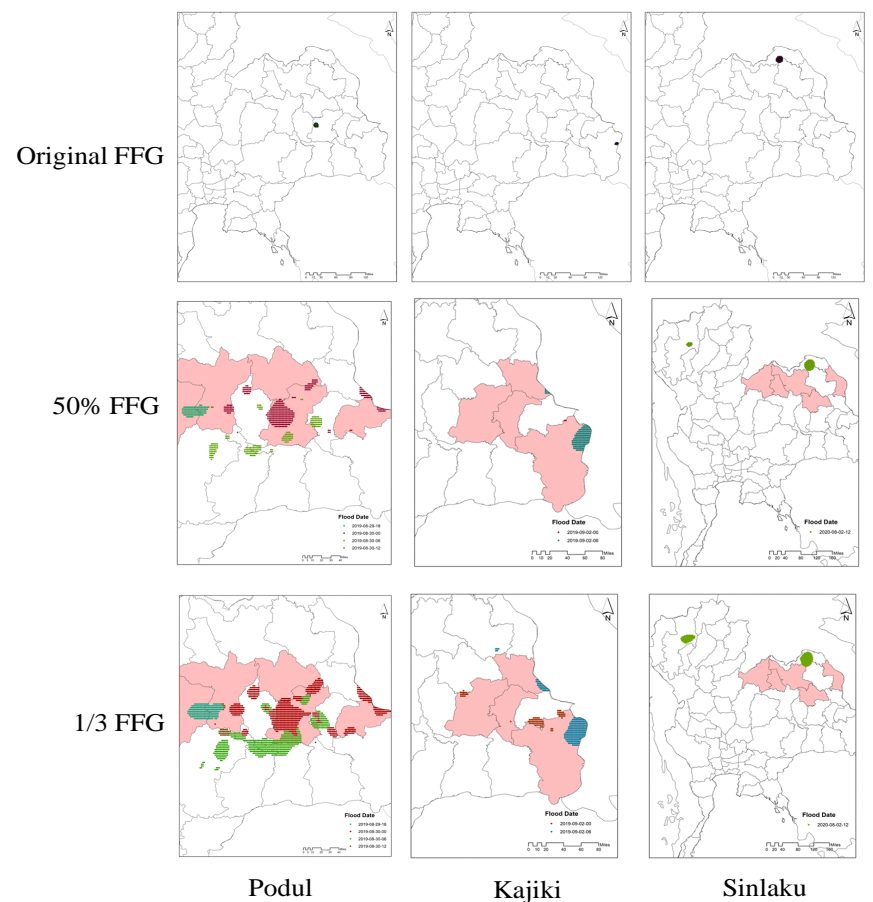 N
N
N
Original FFG
Miles
Miles
Miles
N
N
N
50% FFG
Flood Date
2019-08-29-18
2019-08-30-00
2019-08-30-06
2019-08-30-12
Miles
Flood Date
2019-09-02-00
2019-09-02-06
0 10 20 40 60 80
Miles
Flood Date
2020-08-02-12
Miles
0 20 40 80 120 160
N
N
N
1/3 FFG
Flood Date
2019-08-29-18
2019-08-30-00
2019-08-30-06
2019-08-30-12
Miles
Flood Date
2019-09-02-00
2019-09-02-06
Miles
0 10 20 40 60 80
Flood Date
2020-08-02-12
Miles
0 20 40 80 120 160
Podul Kajiki Sinlaku